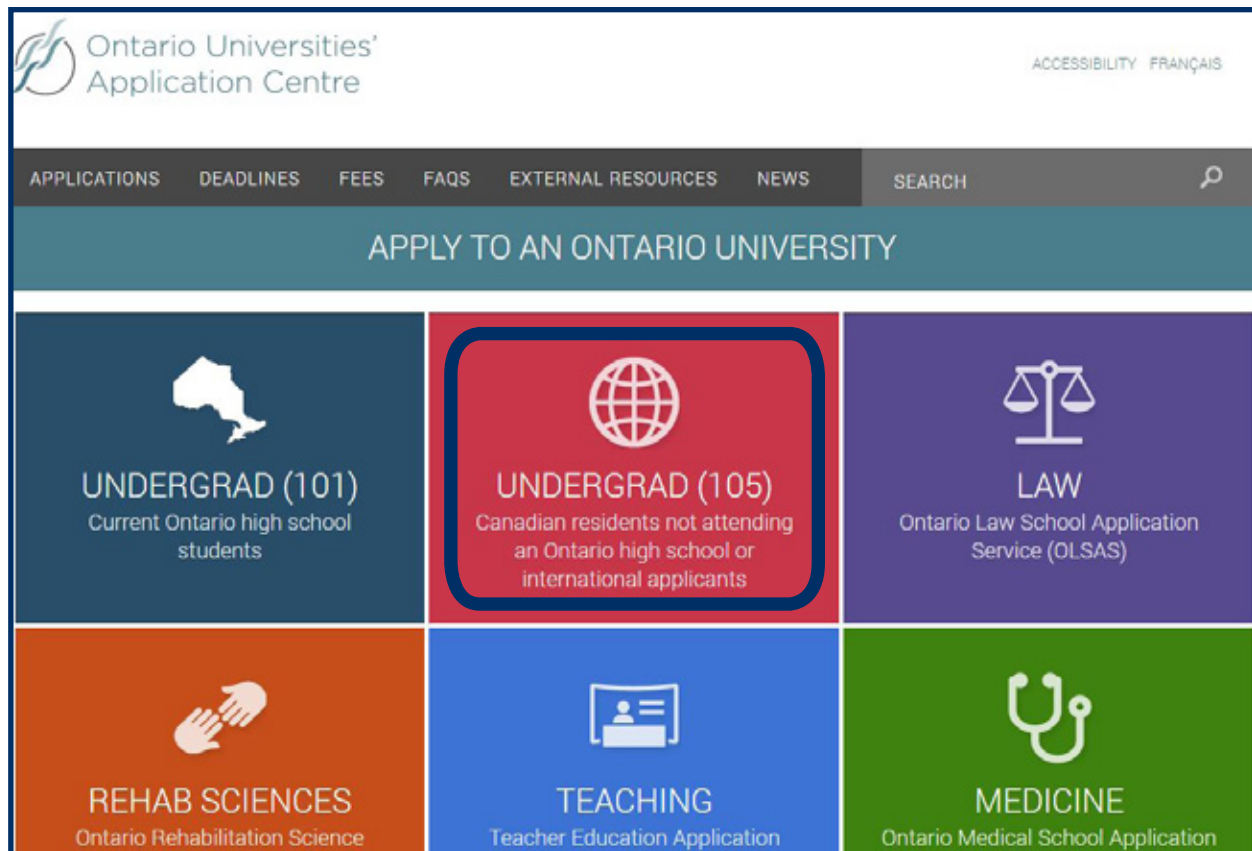 Ontario Universities'
Application Centre
ACCESSIBILITY FRANÇAIS
APPLICATIONS DEADLINES FEES FAQS EXTERNAL RESOURCES NEWS SEARCH
APPLY TO AN ONTARIO UNIVERSITY
UNDERGRAD (101)
Current Ontario high school
students
UNDERGRAD (105)
Canadian residents not attending
an Ontario high school or
international applicants
LAW
Ontario Law School Application
Service (OLSAS)
REHAB SCIENCES
Ontario Rehabilitation Science
TEACHING
Teacher Education Application
MEDICINE
Ontario Medical School Application